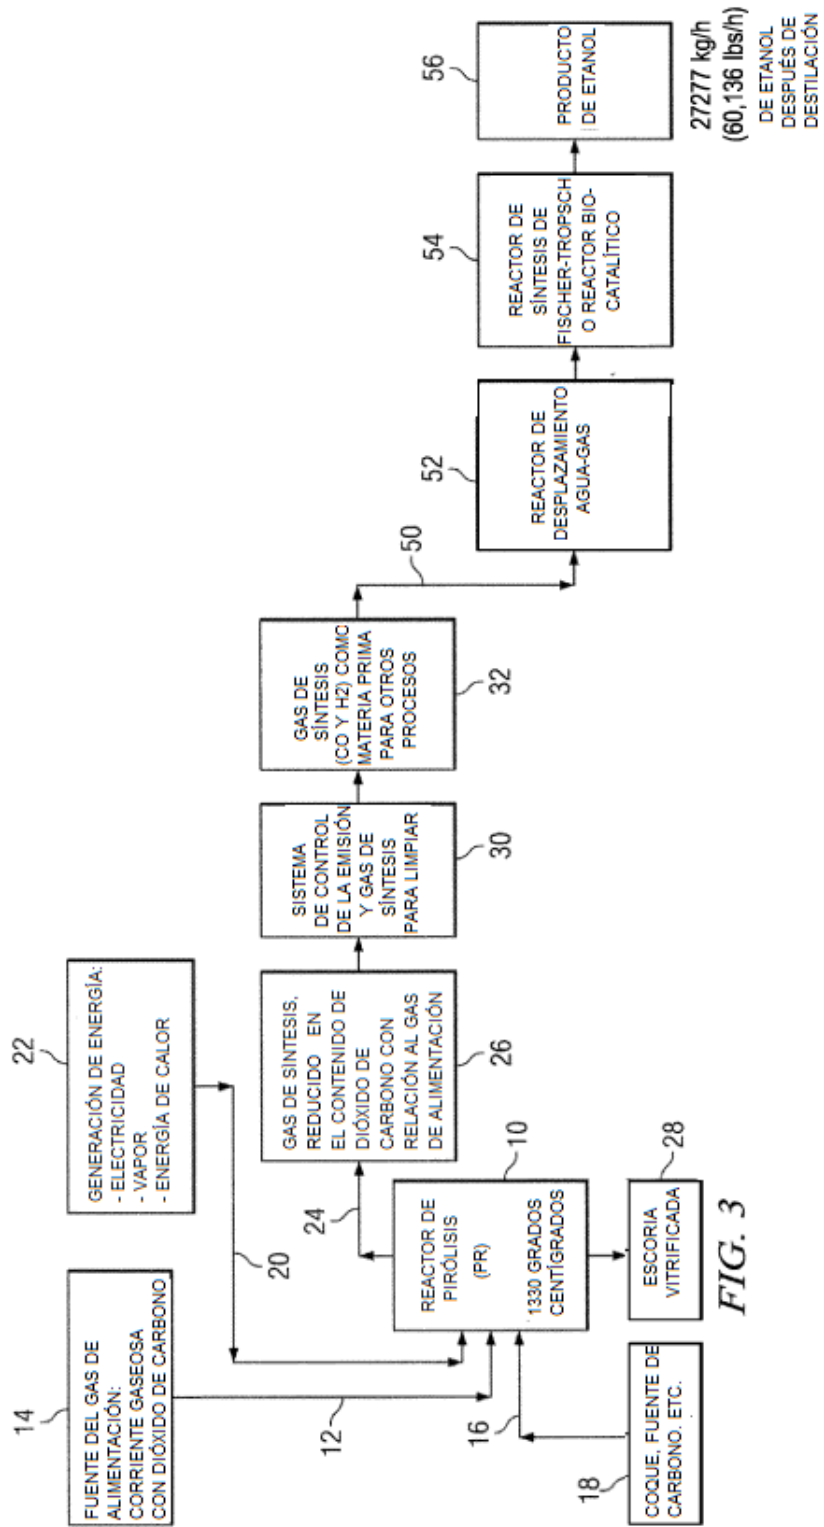 14
FUENTE DEL GAS DE
ALIMENTACIÓN:
CORRIENTE GASEOSA
CON DIÓXIDO DE CARBONO
22
GENERACIÓN DE ENERGÍA:
- ELECTRICIDAD
- VAPOR
- ENERGÍA DE CALOR
12
20
16
18
COQUE, FUENTE DE
CARBONO. ETC.
REACTOR DE
PIRÓLISIS
(PR)
1330 GRADOS
CENTÍGRADOS
10
ESCORIA
VITRIFICADA
28
24
GAS DE SÍNTESIS,
REDUCIDO EN
EL CONTENIDO DE
DIÓXIDO DE
CARBONO CON
RELACIÓN AL GAS
DE ALIMENTACIÓN
26
SISTEMA
DE CONTROL
DE LA EMISIÓN
Y GAS DE
SÍNTESIS
PARA LIMPIAR
30
GAS DE
SÍNTESIS
(CO Y H2) COMO
MATERIA PRIMA
PARA OTROS
PROCESOS
32
50
52
REACTOR DE
DESPLAZAMIENTO
AGUA-GAS
54
REACTOR DE
SÍNTESIS DE
FISCHER-TROPSCH
O REACTOR BIO-
CATALÍTICO
56
PRODUCTO
DE ETANOL
27277 kg/h
(60,136 lbs/h)
DE ETANOL
DESPUÉS DE
DESTILACIÓN
FIG. 3